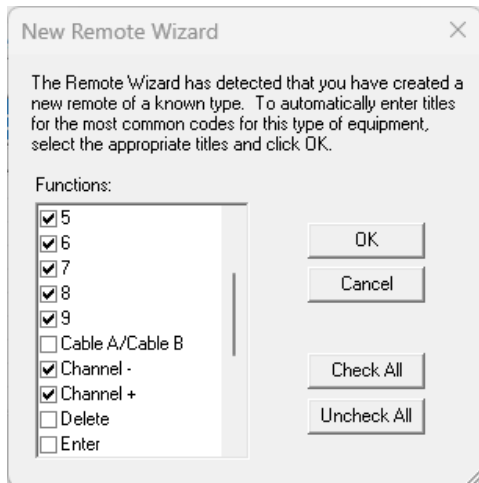 New Remote Wizard
The Remote Wizard has detected that you have created a
new remote of a known type. To automatically enter titles
for the most common codes for this type of equipment,
select the appropriate titles and click OK.
Functions:
5
6
7
8
9
Cable A/Cable B
Channel -
Channel +
Delete
Enter
OK
Cancel
Check All
Uncheck All